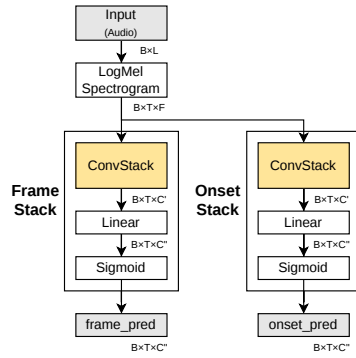 Input
(Audio)
B×L
LogMel
Spectrogram
B×T×F
Frame
Stack
ConvStack
B×T×C'
Linear
B×T×C"
Sigmoid
frame_pred
B×T×C"
Onset
Stack
ConvStack
B×T×C'
Linear
B×T×C"
Sigmoid
onset_pred
B×T×C"